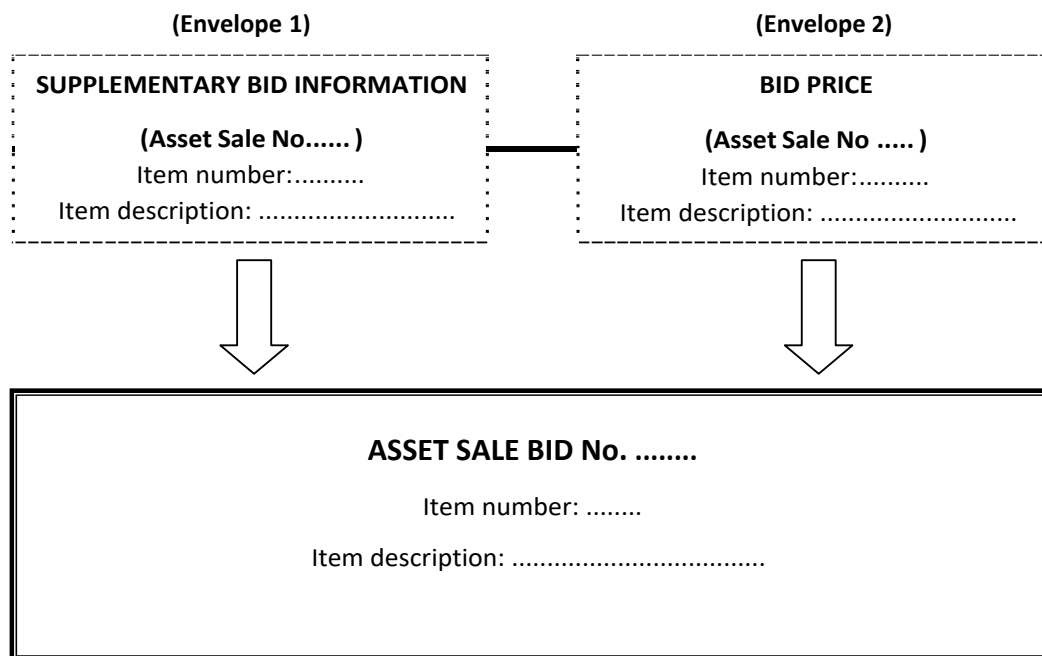 (Envelope 1)
SUPPLEMENTARY BID INFORMATION
(Asset Sale No...... )
Item number:..........
Item description: ............................
(Envelope 2)
BID PRICE
(Asset Sale No ..... )
Item number:..........
Item description: ............................
ASSET SALE BID No. ........
Item number: ........
Item description: ....................................